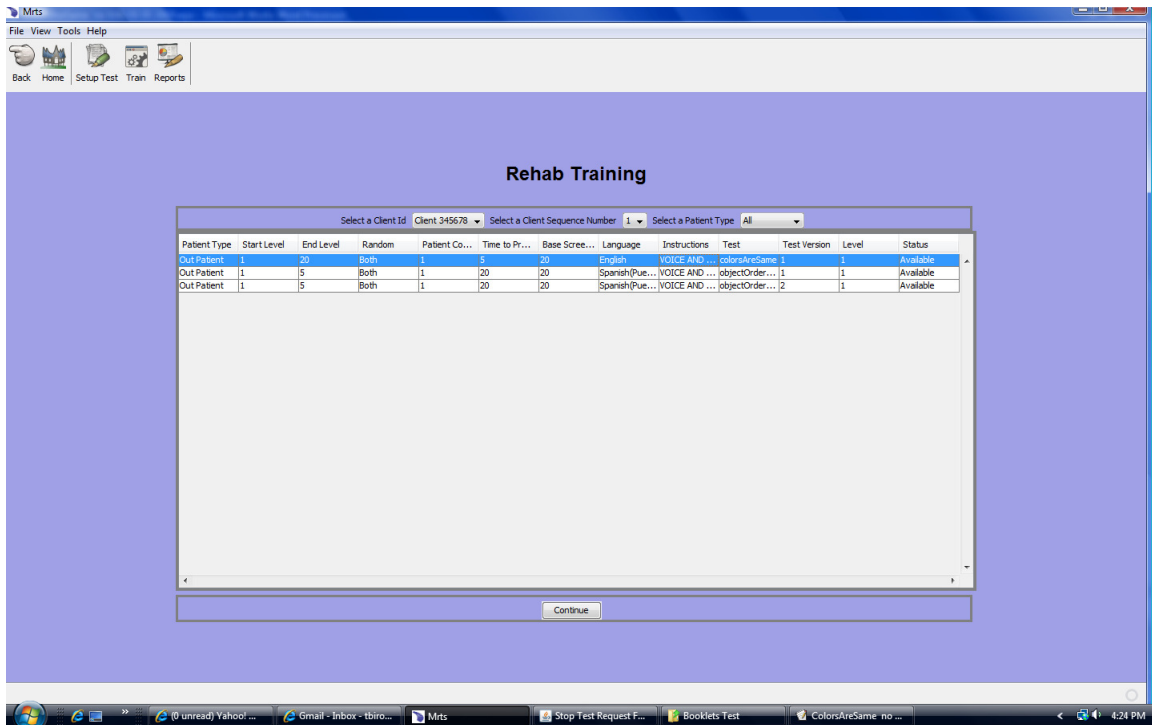 Mrts
File View Tools Help
Back Home Setup Test Train Reports
Rehab Training
Select a Client Id Client 345678 Select a Client Sequence Number 1 Select a Patient Type All
Patient Type Start Level End Level Random Patient Co... Time to Pr... Base Scree... Language Instructions Test Test Version Level Status
Out Patient 1 20 Both 1 5 20 English VOICE AND ... colorsAreSame 1 1 Available
Out Patient 1 5 Both 1 20 20 Spanish(Pue... VOICE AND ... objectOrder... 1 1 Available
Out Patient 1 5 Both 1 20 20 Spanish(Pue... VOICE AND ... objectOrder... 2 1 Available
Continue
(0 unread) Yahoo! ... Gmail - Inbox - tbiro... Mrts Stop Test Request F... Booklets Test ColorsAreSame no ... 4:24 PM